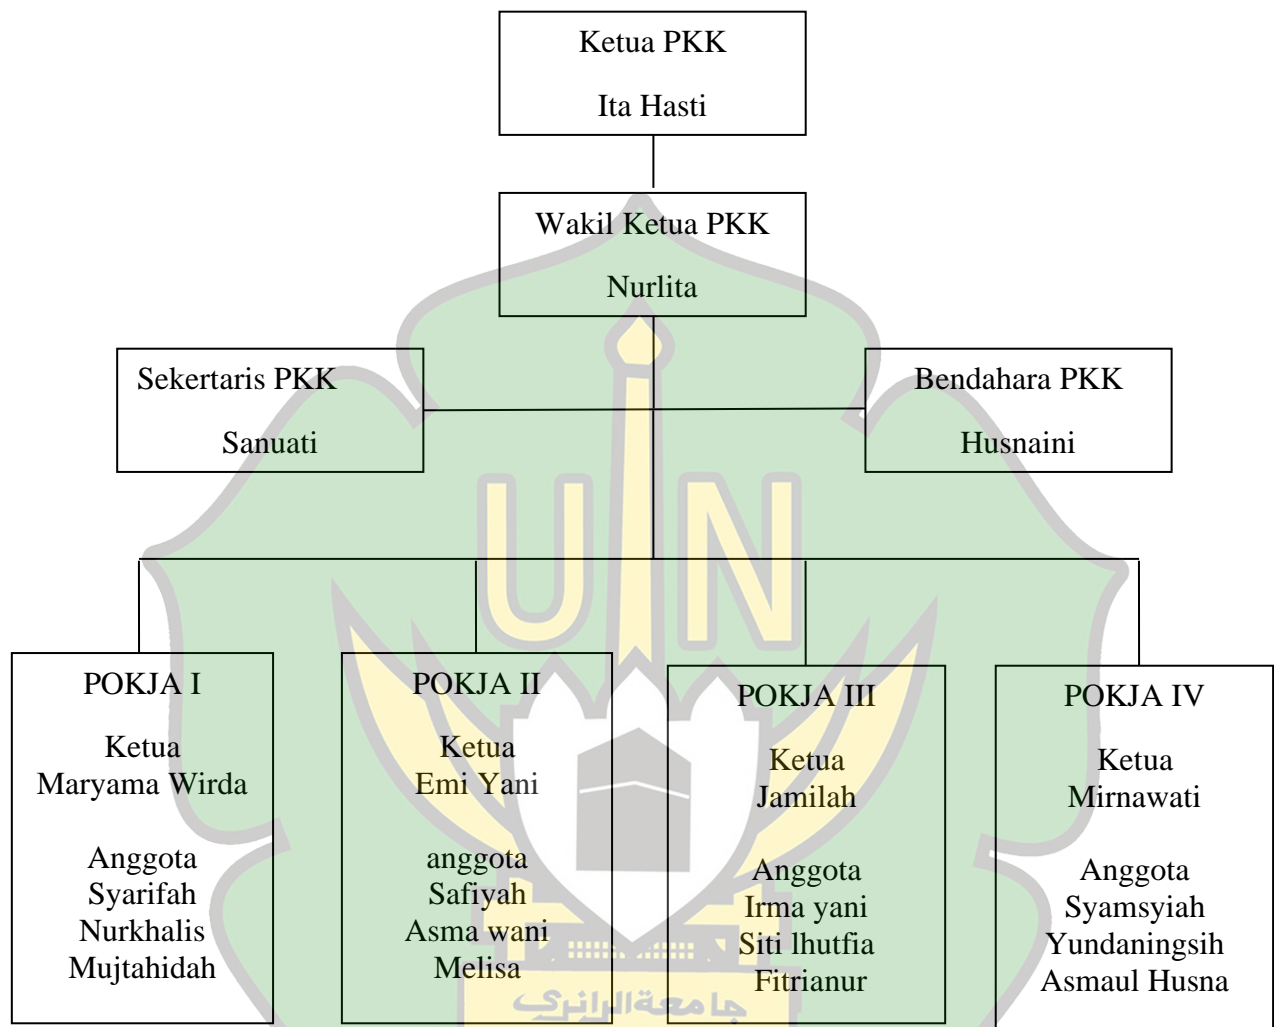 Ketua PKK
Ita Hasti
Wakil Ketua PKK
Nurlita
Sekertaris PKK
Sanuati
Bendahara PKK
Husnaini
UIN
POKJA I
Ketua
Maryama Wirda
Anggota
Syarifah
Nurkhalis
Mujtahidah
POKJA II
Ketua
Emi Yani
anggota
Safiyah
Asma wani
Melisa
POKJA III
Ketua
Jamilah
Anggota
Irma yani
Siti lhutfia
Fitrianur
POKJA IV
Ketua
Mirnawati
Anggota
Syamsyiah
Yundaningsih
Asmaul Husna
جامعةالرانري